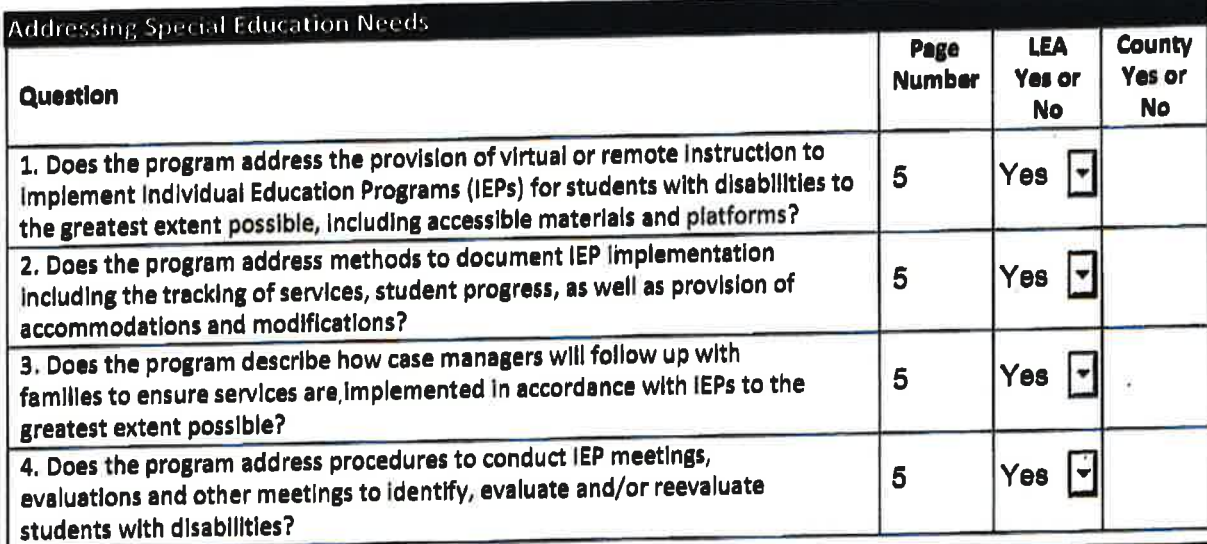 Addressing Special Education Needs
Question
Page Number
LEA Yes or No
County Yes or No
1. Does the program address the provision of virtual or remote instruction to
implement Individual Education Programs (IEPs) for students with disabilities to
the greatest extent possible, including accessible materials and platforms?
5
Yes
2. Does the program address methods to document IEP implementation
including the tracking of services, student progress, as well as provision of
accommodations and modifications?
5
Yes
3. Does the program describe how case managers will follow up with
families to ensure services are implemented in accordance with IEPs to the
greatest extent possible?
5
Yes
4. Does the program address procedures to conduct IEP meetings,
evaluations and other meetings to identify, evaluate and/or reevaluate
students with disabilities?
5
Yes